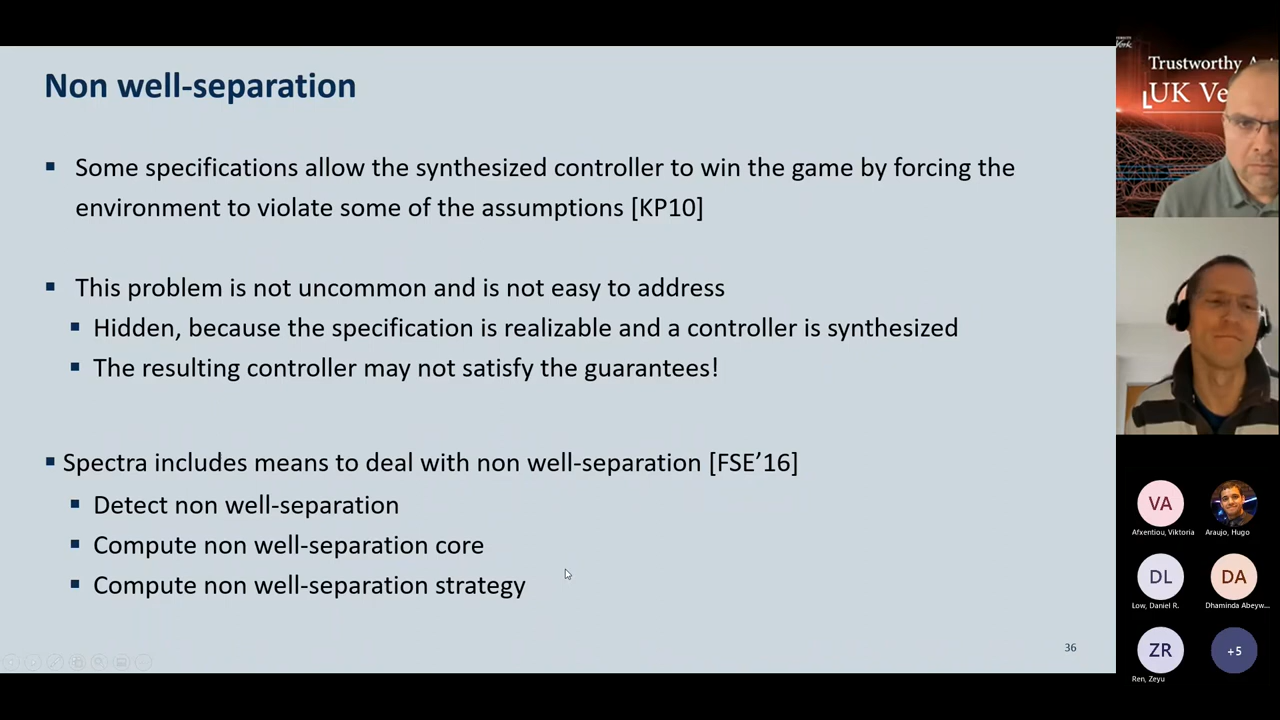 Non well-separation
▪ Some specifications allow the synthesized controller to win the game by forcing the
environment to violate some of the assumptions [KP10]
▪ This problem is not uncommon and is not easy to address
▪ Hidden, because the specification is realizable and a controller is synthesized
▪ The resulting controller may not satisfy the guarantees!
▪ Spectra includes means to deal with non well-separation [FSE’16]
▪ Detect non well-separation
▪ Compute non well-separation core
▪ Compute non well-separation strategy
36
York
Trustworthy
UK Ve
VA
Afxentiou, Viktoria
Araujo, Hugo
DL
DA
Low, Daniel R.
Dhaminda Abeyw...
ZR
+5
Ren, Zeyu